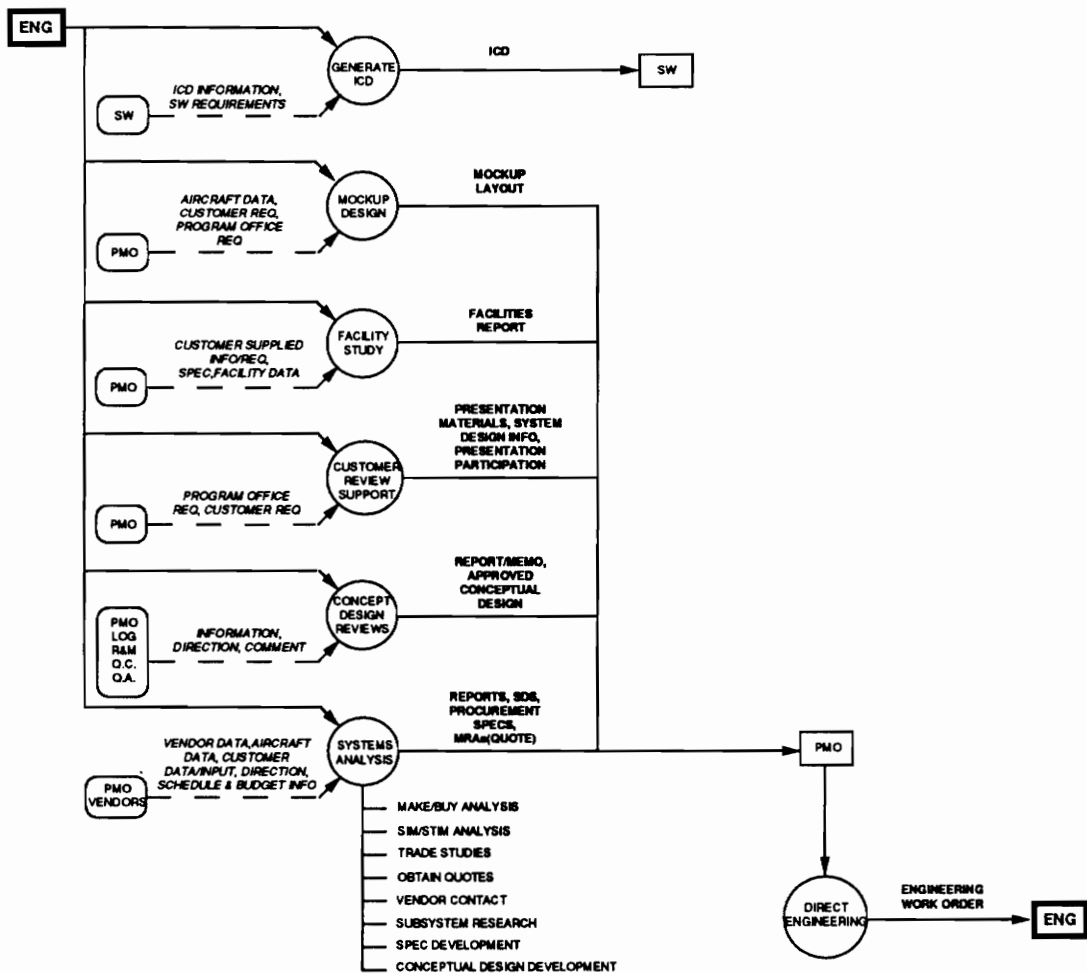 ENG
GENERATE
ICD
ICD
SW
ICD INFORMATION,
SW REQUIREMENTS
SW
MOCKUP
DESIGN
MOCKUP
LAYOUT
AIRCRAFT DATA,
CUSTOMER REQ,
PROGRAM OFFICE
REQ
PMO
FACILITY
STUDY
FACILITIES
REPORT
CUSTOMER SUPPLIED
INFO/REQ,
SPEC,FACILITY DATA
PMO
CUSTOMER
REVIEW
SUPPORT
PRESENTATION
MATERIALS, SYSTEM
DESIGN INFO,
PRESENTATION
PARTICIPATION
PROGRAM OFFICE
REQ, CUSTOMER REQ
PMO
CONCEPT
DESIGN
REVIEWS
REPORT/MEMO,
APPROVED
CONCEPTUAL
DESIGN
PMO
LOG
R&M
Q.C.
Q.A.
INFORMATION,
DIRECTION, COMMENT
SYSTEMS
ANALYSIS
REPORTS, SDS,
PROCUREMENT
SPECS,
MRAs(QUOTE)
PMO
VENDOR DATA,AIRCRAFT
DATA, CUSTOMER
DATA/INPUT, DIRECTION,
SCHEDULE & BUDGET INFO
PMO
VENDORS
MAKE/BUY ANALYSIS
SIM/STIM ANALYSIS
TRADE STUDIES
OBTAIN QUOTES
VENDOR CONTACT
SUBSYSTEM RESEARCH
SPEC DEVELOPMENT
CONCEPTUAL DESIGN DEVELOPMENT
DIRECT
ENGINEERING
ENGINEERING
WORK ORDER
ENG